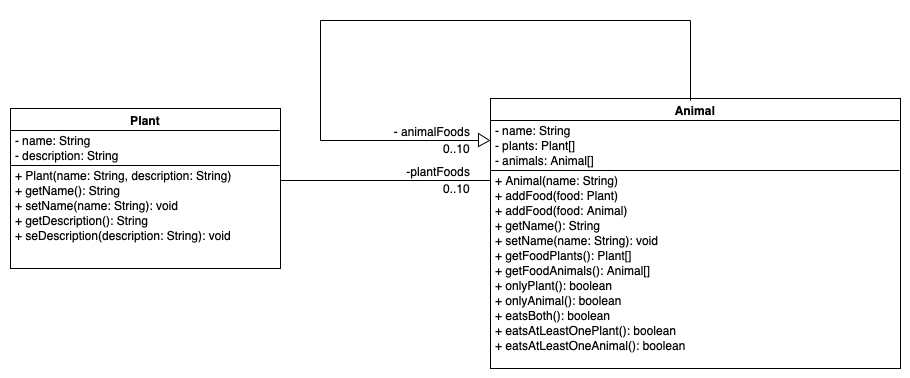 Plant
- name: String
- description: String
+ Plant(name: String, description: String)
+ getName(): String
+ setName(name: String): void
+ getDescription(): String
+ seDescription(description: String): void
- animalFoods
0..10
-plantFoods
0..10
Animal
- name: String
- plants: Plant[]
- animals: Animal[]
+ Animal(name: String)
+ addFood(food: Plant)
+ addFood(food: Animal)
+ getName(): String
+ setName(name: String): void
+ getFoodPlants(): Plant[]
+ getFoodAnimals(): Animal[]
+ onlyPlant(): boolean
+ onlyAnimal(): boolean
+ eatsBoth(): boolean
+ eatsAtLeastOnePlant(): boolean
+ eatsAtLeastOneAnimal(): boolean